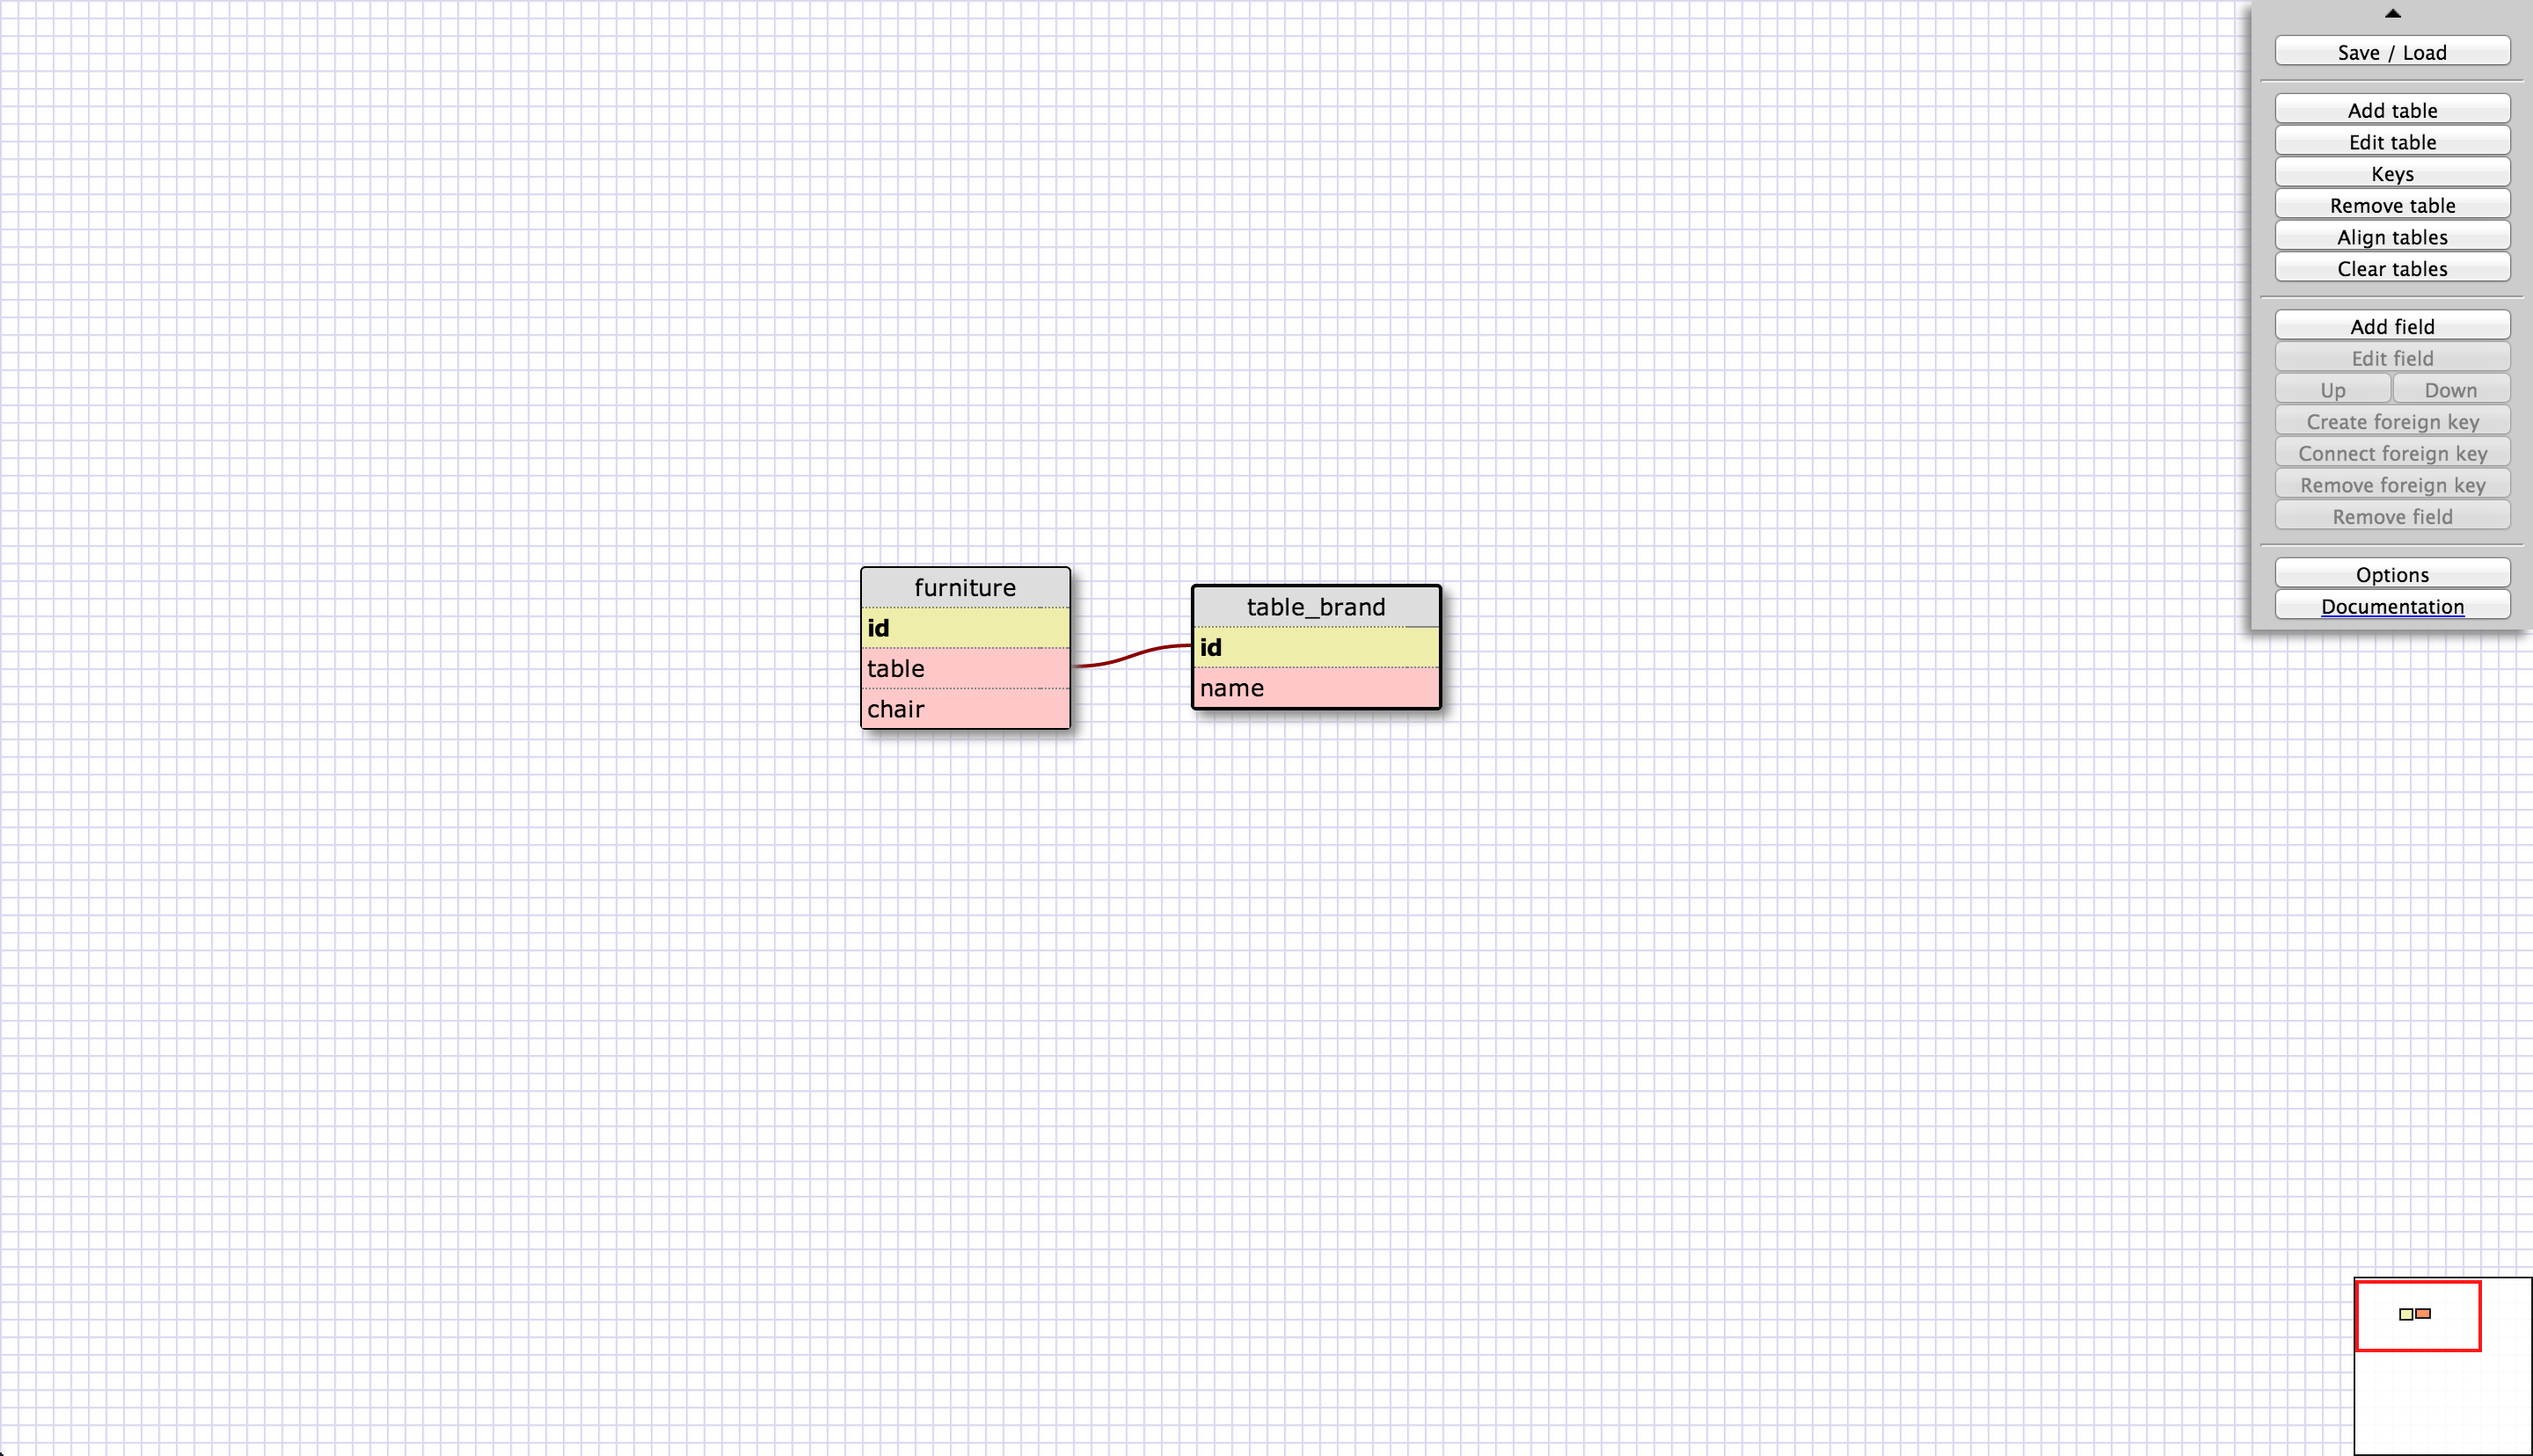 Save / Load
Add table
Edit table
Keys
Remove table
Align tables
Clear tables
Add field
Edit field
Up Down
Create foreign key
Connect foreign key
Remove foreign key
Remove field
Options
Documentation
furniture
id
table
chair
table_brand
id
name